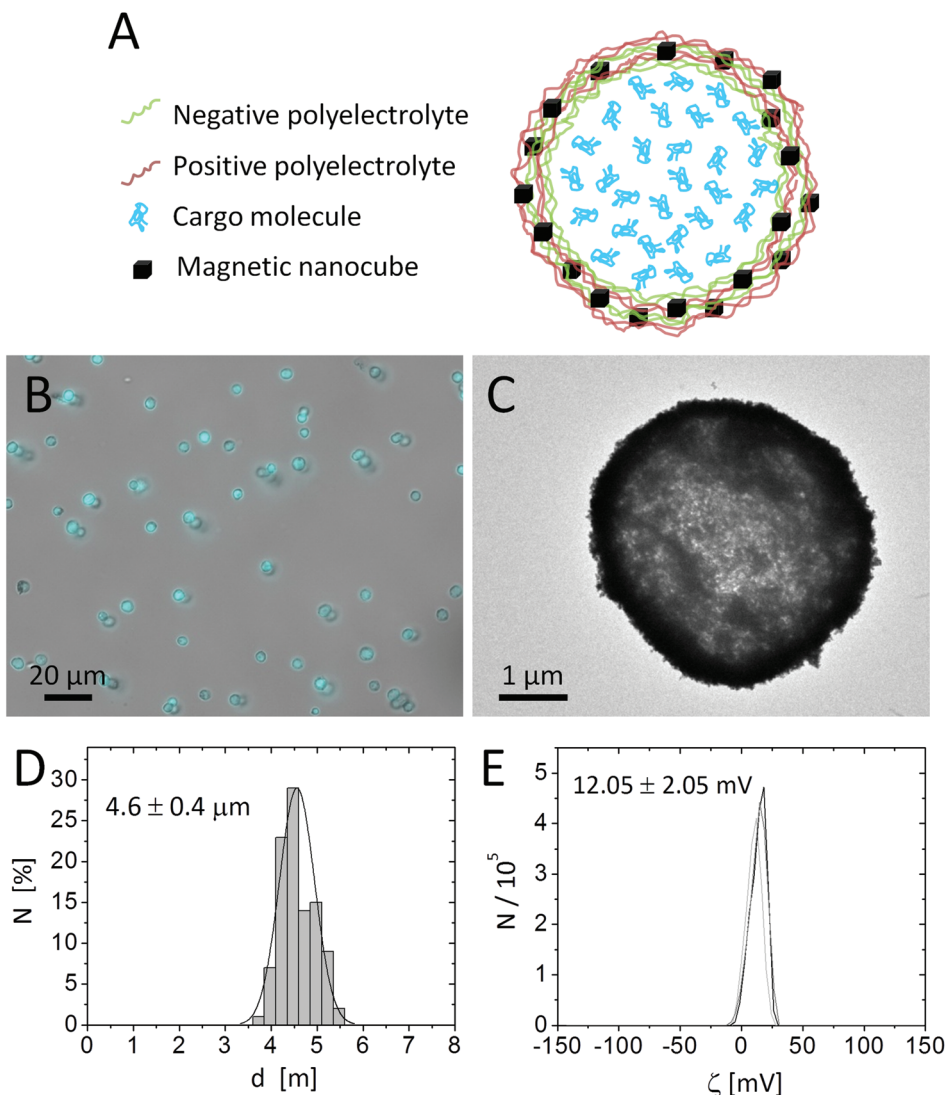 A
Negative polyelectrolyte
Positive polyelectrolyte
Cargo molecule
Magnetic nanocube
B
20 µm
C
1 µm
D
4.6 ± 0.4 µm
N [%]
30
25
20
15
10
5
0
0 1 2 3 4 5 6 7 8
d [m]
E
12.05 ± 2.05 mV
N / 10⁵
5
4
3
2
1
0
-150 -100 -50 0 50 100 150
ζ [mV]